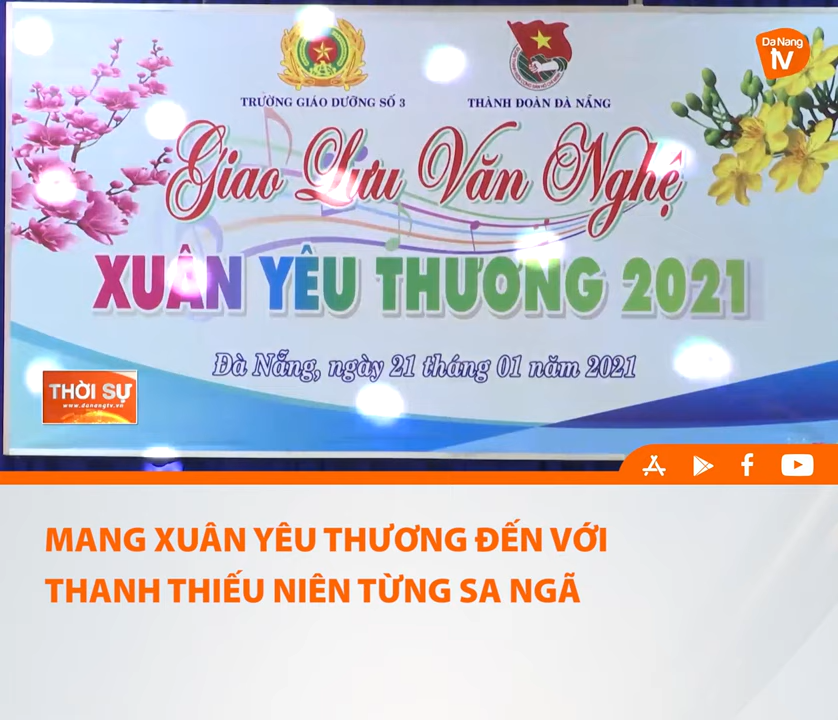 Da Nang
tv
TRƯỜNG GIÁO DƯỠNG SỐ 3
THÀNH ĐOÀN ĐÀ NẴNG
Giao Lưu Văn Nghệ
XUÂN YÊU THƯƠNG 2021
Đà Nẵng, ngày 21 tháng 01 năm 2021
THỜI SỰ
www.danangtv.vn
MANG XUÂN YÊU THƯƠNG ĐẾN VỚI
THANH THIẾU NIÊN TỪNG SA NGÃ